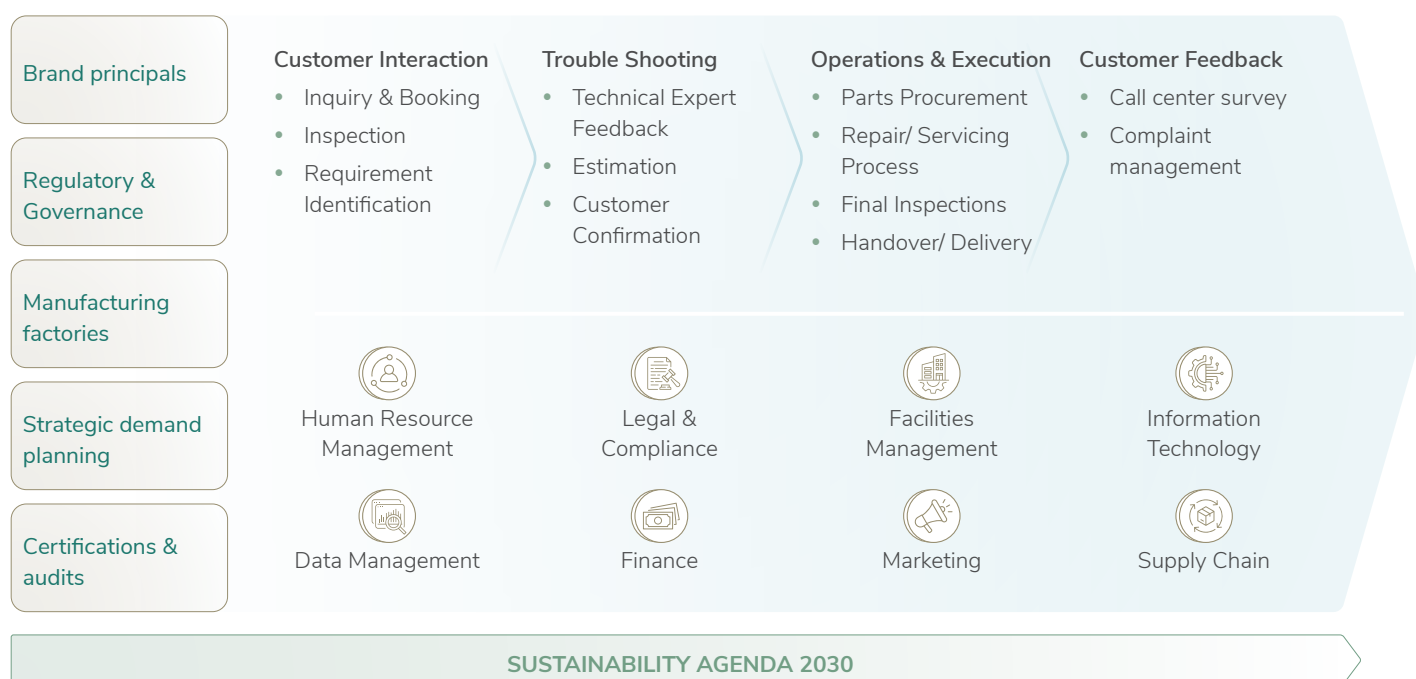 Brand principals
Regulatory &
Governance
Manufacturing
factories
Strategic demand
planning
Certifications &
audits
Customer Interaction
• Inquiry & Booking
• Inspection
• Requirement
Identification
Trouble Shooting
• Technical Expert
Feedback
• Estimation
• Customer
Confirmation
Operations & Execution
• Parts Procurement
• Repair/ Servicing
Process
• Final Inspections
• Handover/ Delivery
Customer Feedback
• Call center survey
• Complaint
management
Human Resource
Management
Legal &
Compliance
Facilities
Management
Information
Technology
Data Management
Finance
Marketing
Supply Chain
SUSTAINABILITY AGENDA 2030